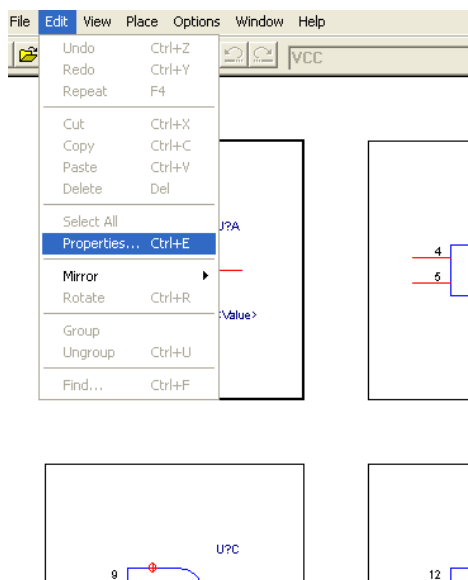 File Edit View Place Options Window Help
VCC
Undo Ctrl+Z
Redo Ctrl+Y
Repeat F4
Cut Ctrl+X
Copy Ctrl+C
Paste Ctrl+V
Delete Del
Select All
U?A
Properties... Ctrl+E
4
Mirror
5
Rotate Ctrl+R
<Value>
Group
Ungroup Ctrl+U
Find... Ctrl+F
U?C
9
12